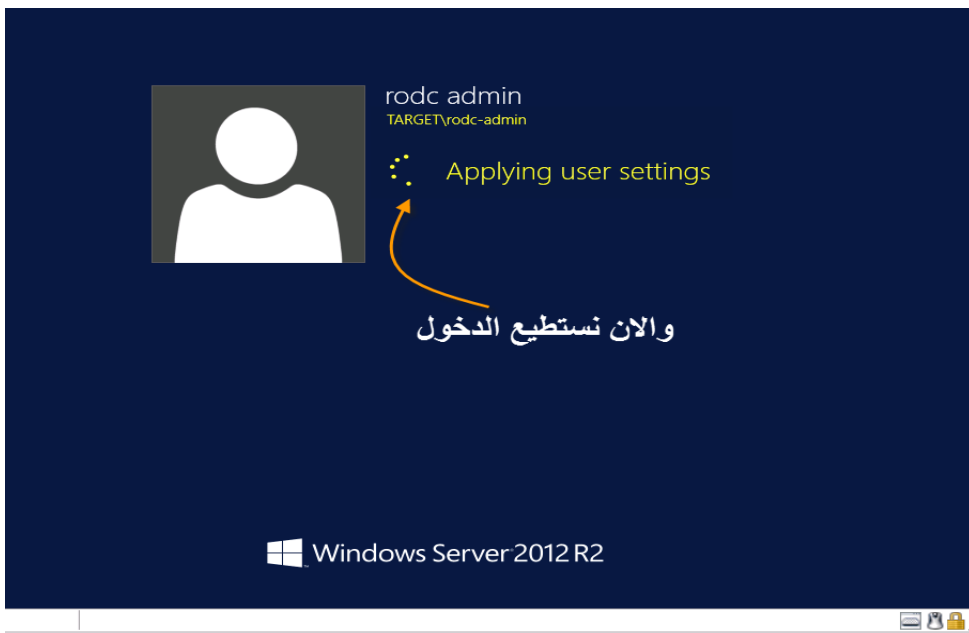 rodc admin
TARGET\rodc-admin
Applying user settings
والان نستطيع الدخول
Windows Server 2012 R2